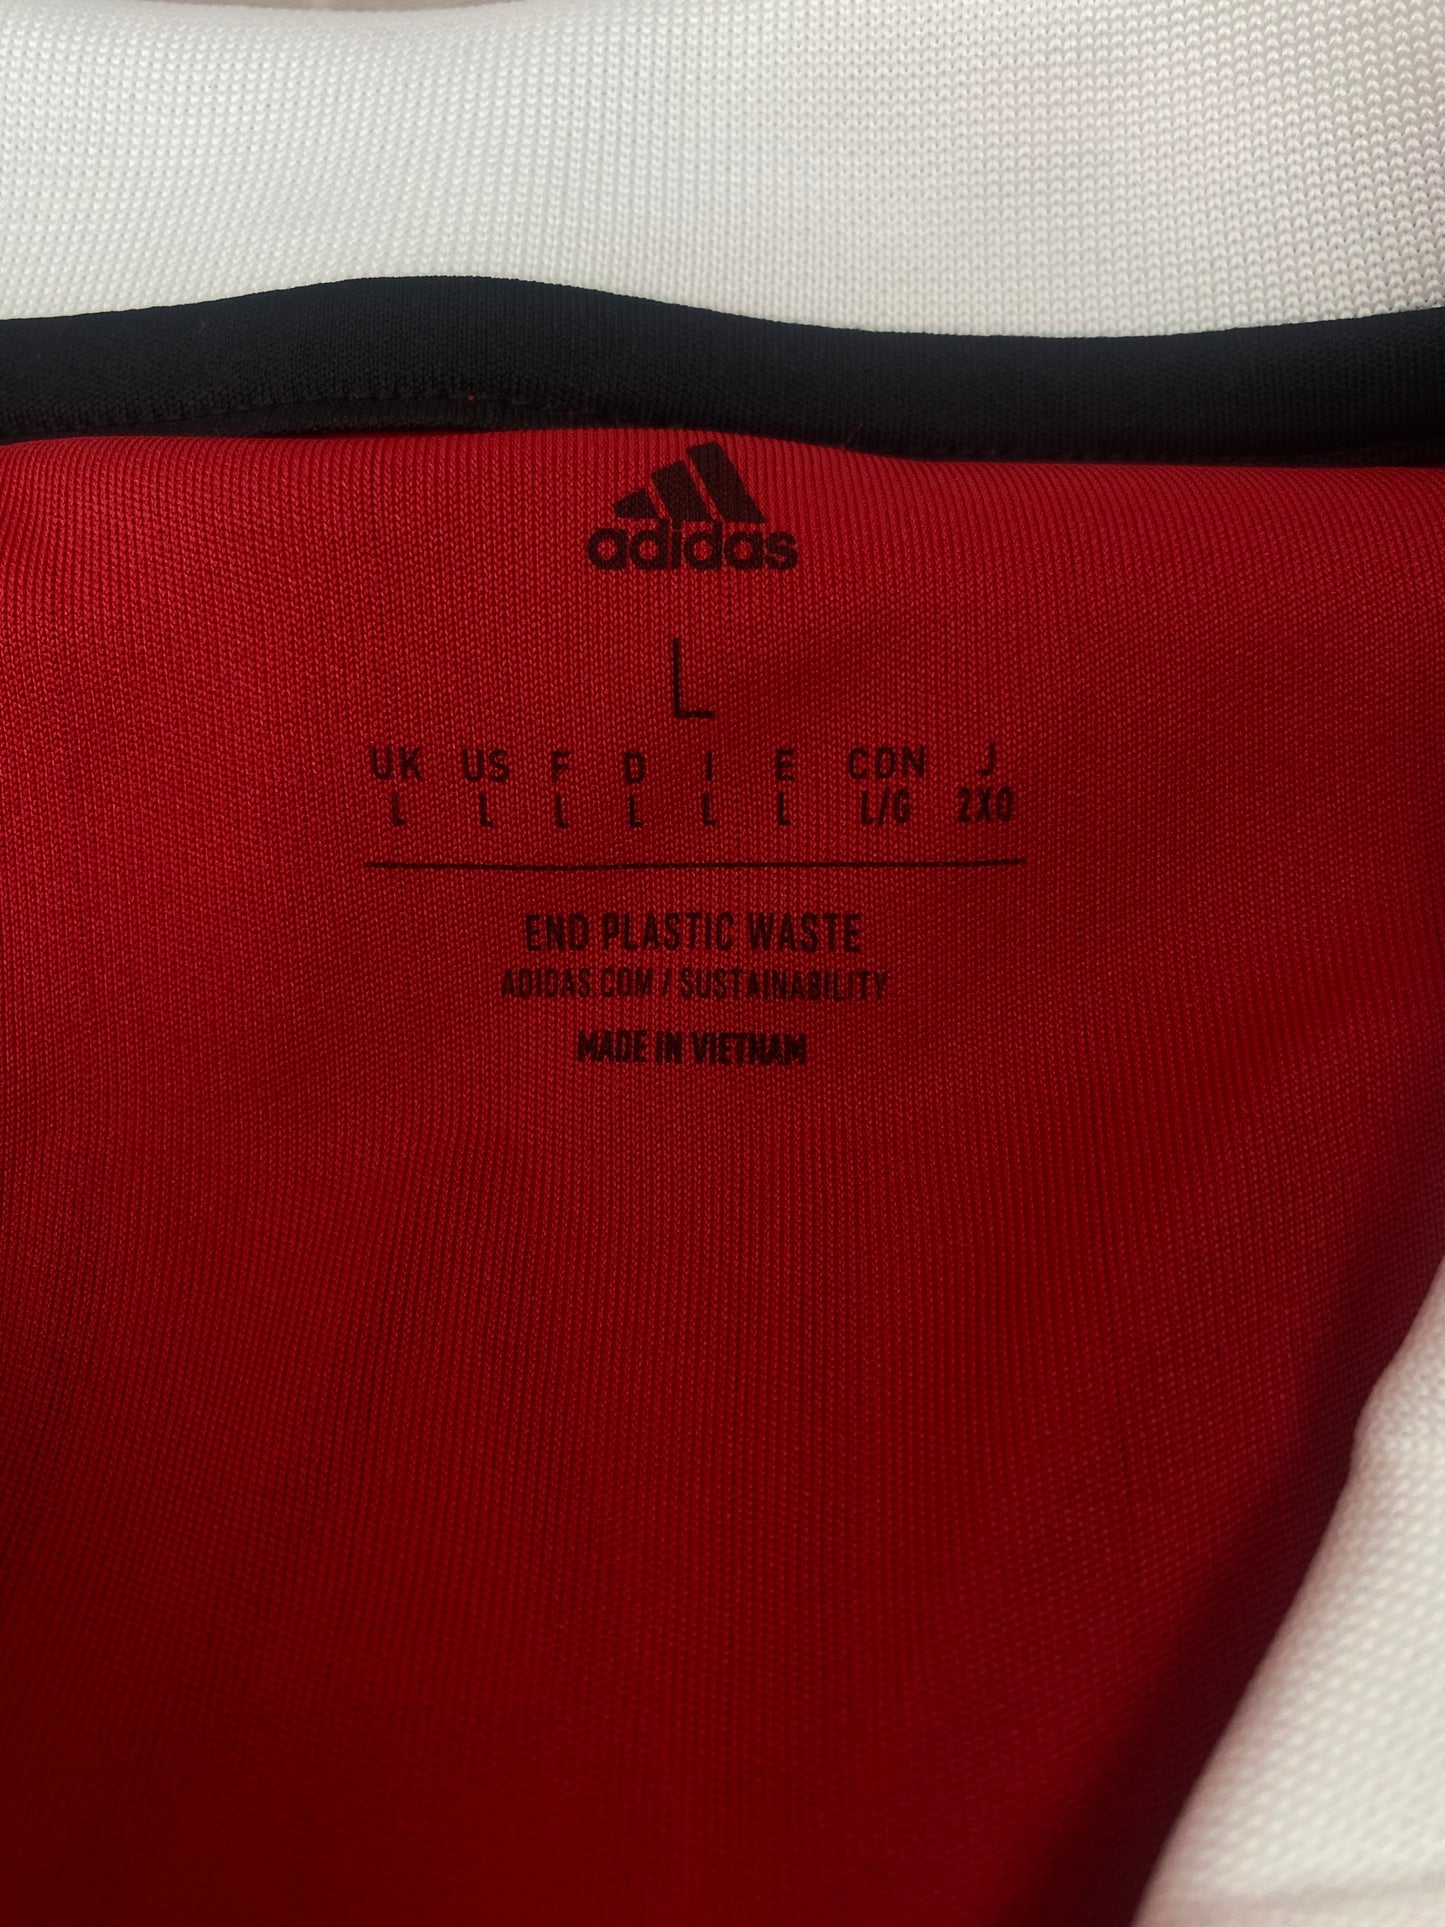 adidas
L
UK US F D I E CDN J
L L L L L L L/G 2XO
END PLASTIC WASTE
ADIDAS.COM / SUSTAINABILITY
MADE IN VIETNAM